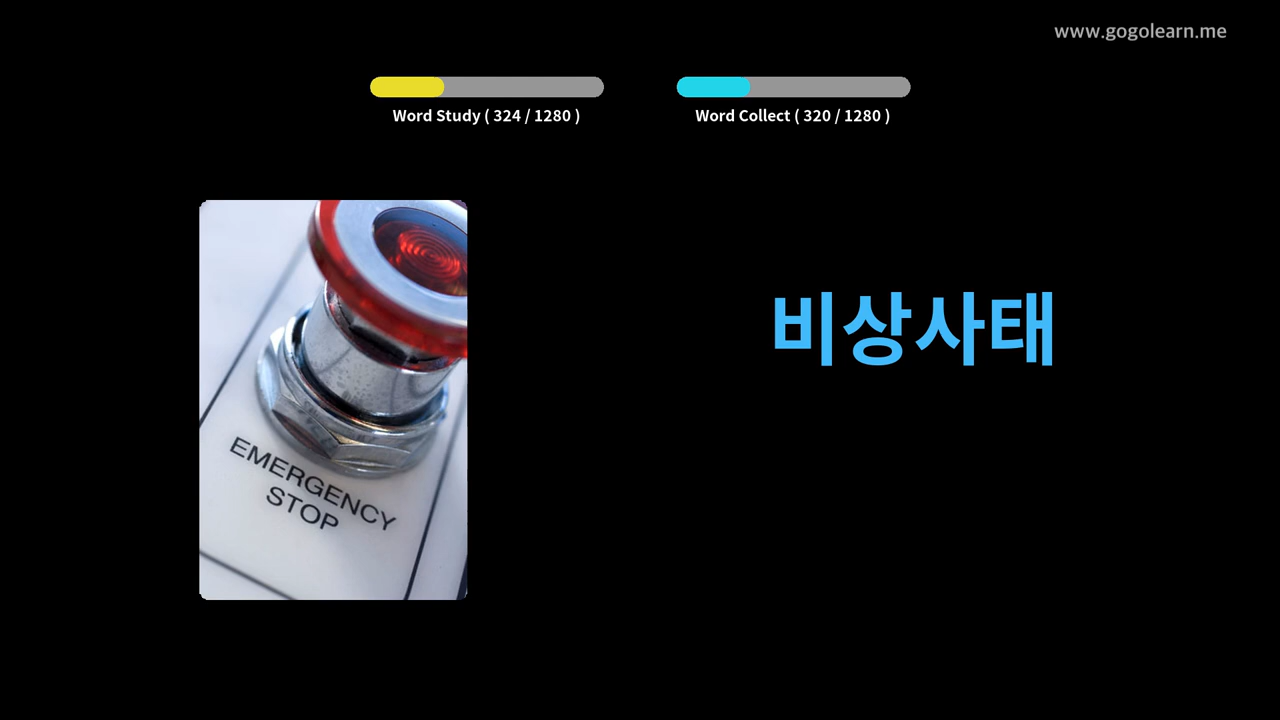 www.gogolearn.me
Word Study ( 324 / 1280 )
Word Collect ( 320 / 1280 )
비상사태
EMERGENCY
STOP